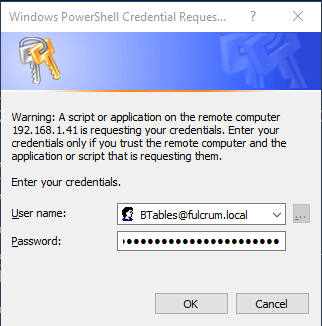 Windows PowerShell Credential Reques...
Warning: A script or application on the remote computer
192.168.1.41 is requesting your credentials. Enter your
credentials only if you trust the remote computer and the
application or script that is requesting them.
Enter your credentials.
User name: BTables@fulcrum.local ...
Password: ●●●●●●●●●●●●●●●●●●●●●●●
OK Cancel